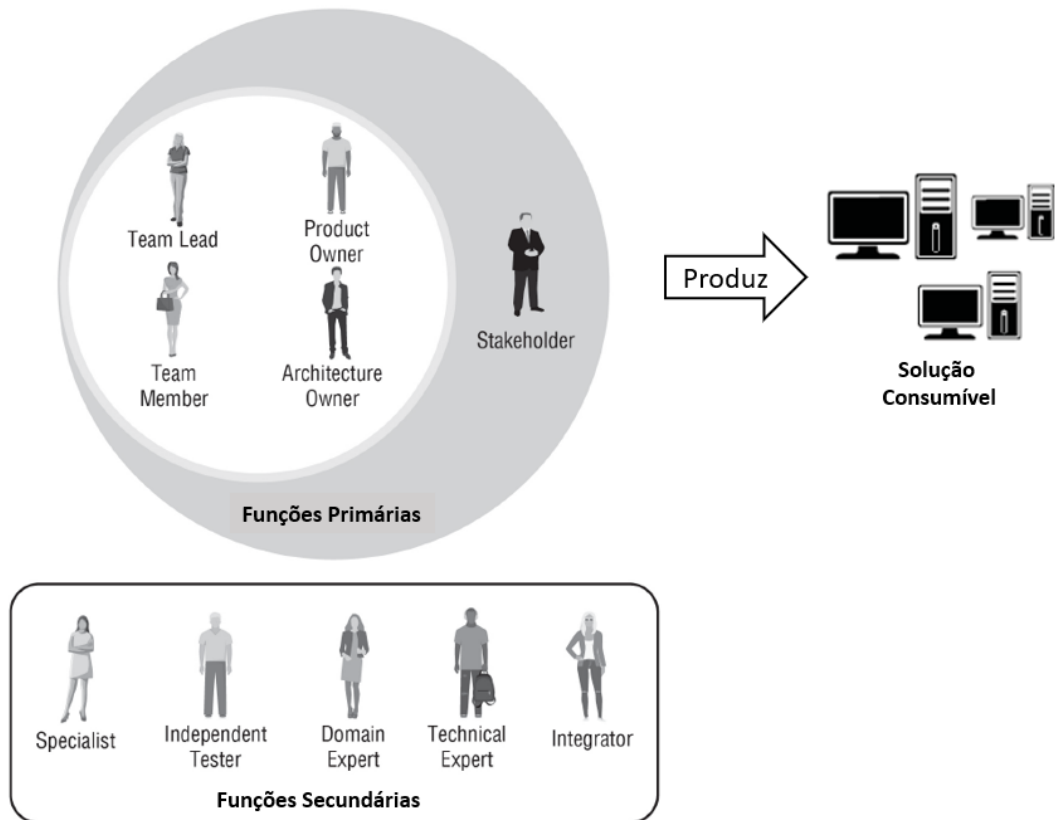 Team Lead
Product
Owner
Team
Member
Architecture
Owner
Stakeholder
Funções Primárias
Produz
Solução
Consumível
Specialist
Independent
Tester
Domain
Expert
Technical
Expert
Integrator
Funções Secundárias